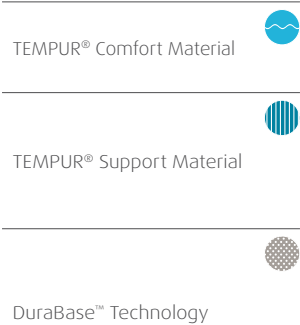 TEMPUR® Comfort Material
TEMPUR® Support Material
DuraBase™ Technology